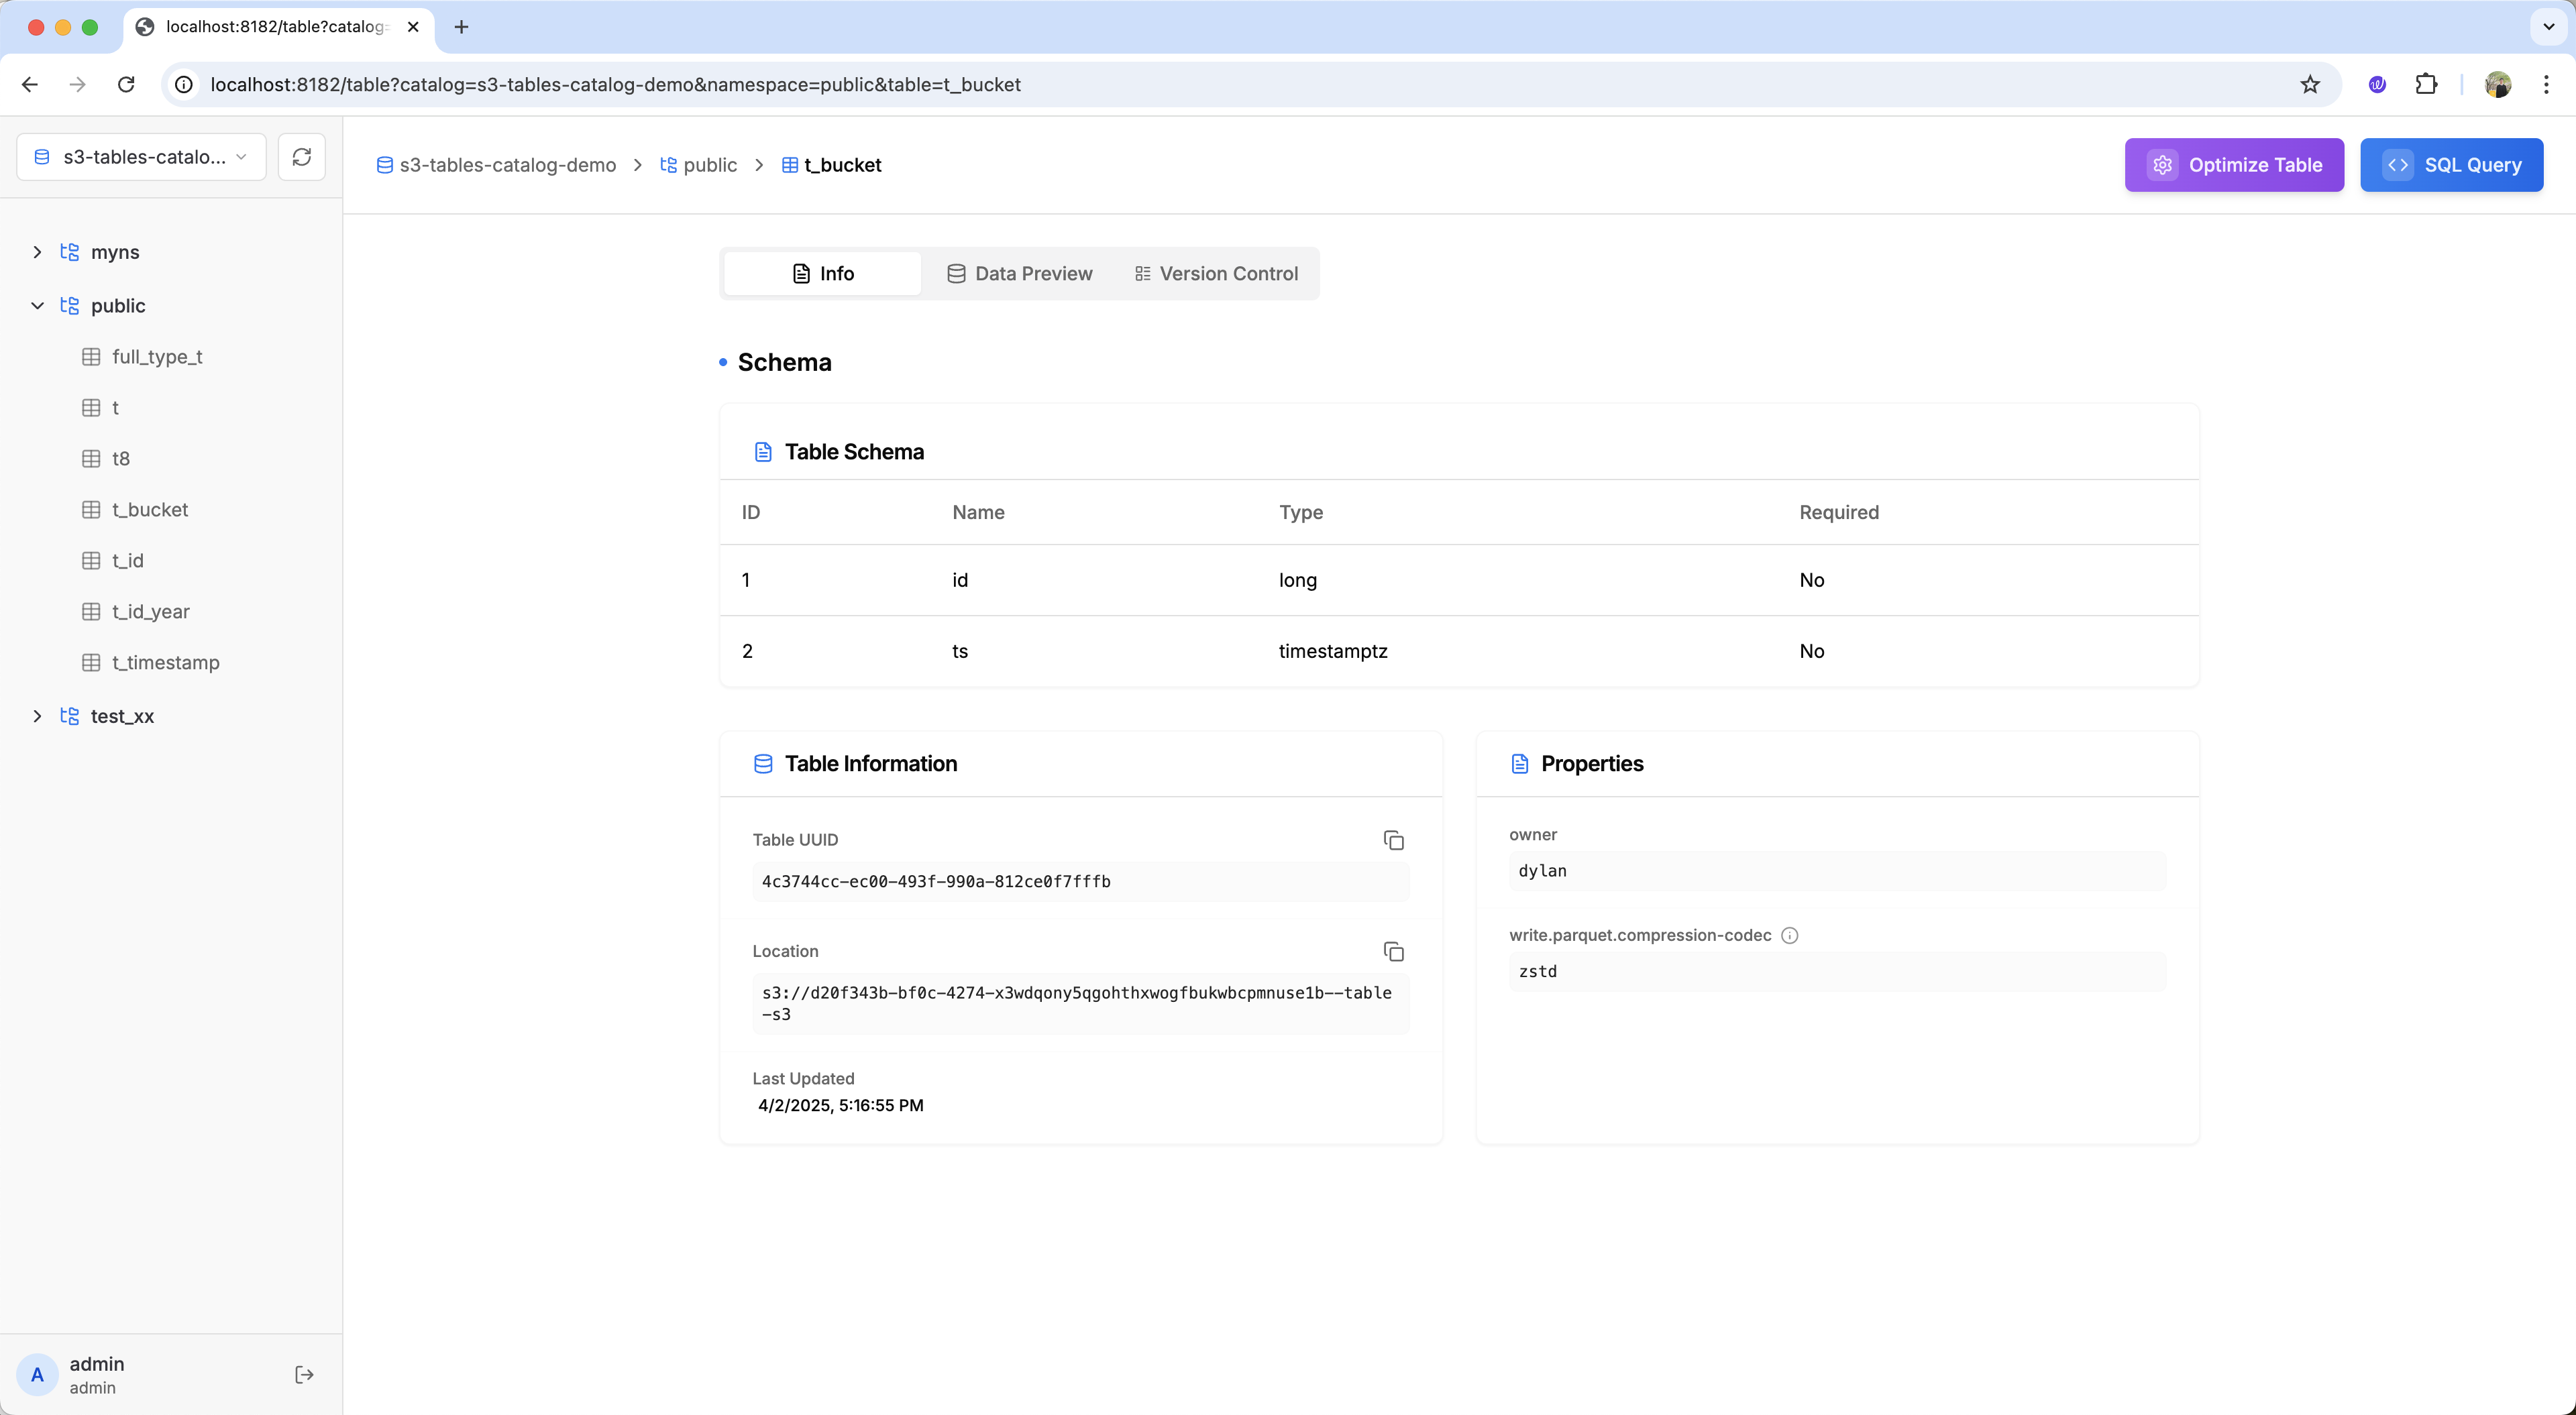 localhost:8182/table?catalog=
localhost:8182/table?catalog=s3-tables-catalog-demo&namespace=public&table=t_bucket
s3-tables-catalo...
myns
public
full_type_t
t
t8
t_bucket
t_id
t_id_year
t_timestamp
test_xx
A
admin
admin
s3-tables-catalog-demo > public > t_bucket
Optimize Table
SQL Query
Info
Data Preview
Version Control
• Schema
Table Schema
ID Name Type Required
1 id long No
2 ts timestamptz No
Table Information
Table UUID
4c3744cc-ec00-493f-990a-812ce0f7fffb
Location
s3://d20f343b-bf0c-4274-x3wdqony5qgohthxwogfbukwbcpmnuse1b--table
-s3
Last Updated
4/2/2025, 5:16:55 PM
Properties
owner
dylan
write.parquet.compression-codec
zstd